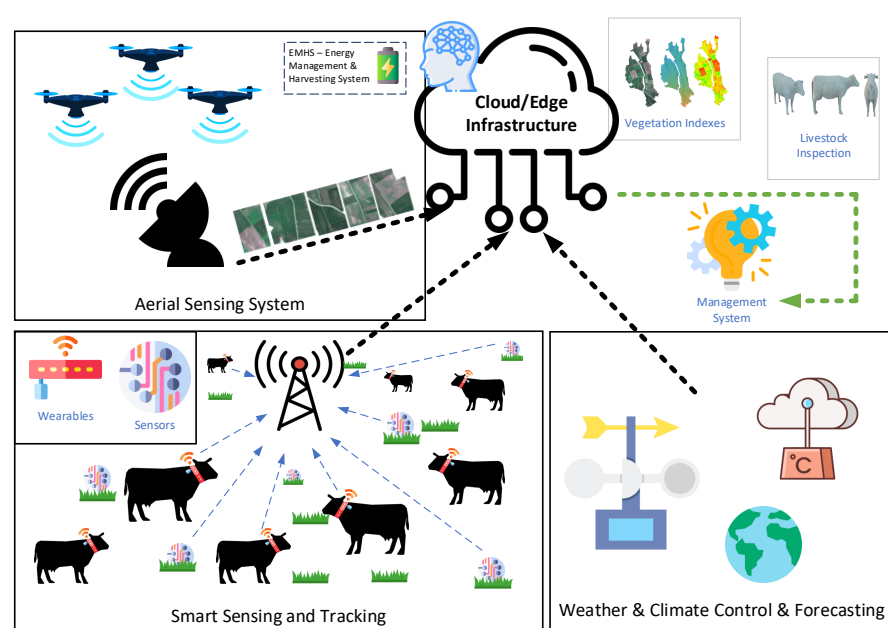 EMHS – Energy
Management &
Harvesting System
Cloud/Edge
Infrastructure
Vegetation Indexes
Livestock
Inspection
Aerial Sensing System
Management
System
Wearables
Sensors
°C
Smart Sensing and Tracking
Weather & Climate Control & Forecasting